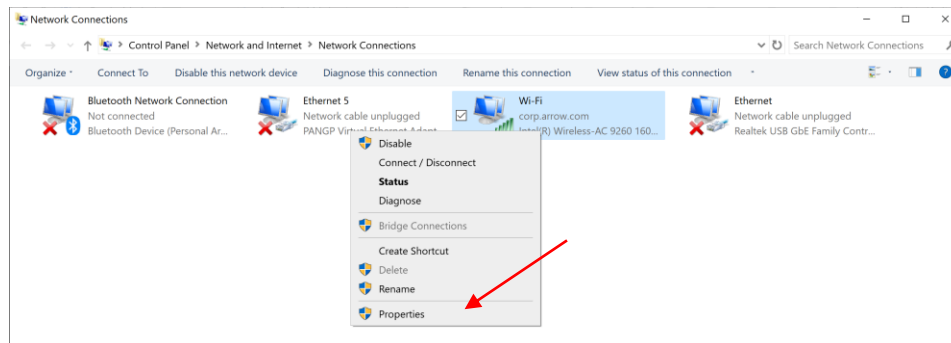 Network Connections
Control Panel > Network and Internet > Network Connections
Search Network Connections
Organize
Connect To
Disable this network device
Diagnose this connection
Rename this connection
View status of this connection
Bluetooth Network Connection
Not connected
Bluetooth Device (Personal Ar...
Ethernet 5
Network cable unplugged
PANGP Virtual Ethernet Adapt...
Wi-Fi
corp.arrow.com
Intel(R) Wireless-AC 9260 160...
Ethernet
Network cable unplugged
Realtek USB GbE Family Contr...
Disable
Connect / Disconnect
Status
Diagnose
Bridge Connections
Create Shortcut
Delete
Rename
Properties